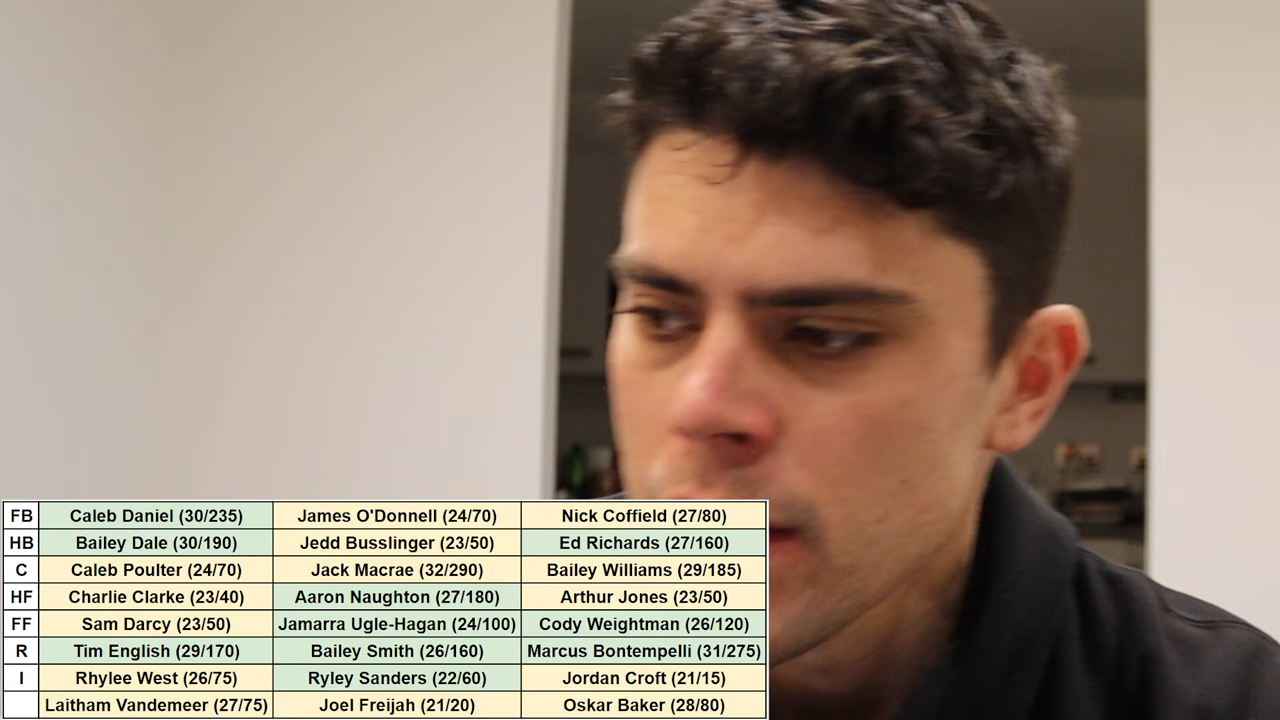 FB Caleb Daniel (30/235) James O'Donnell (24/70) Nick Coffield (27/80)
HB Bailey Dale (30/190) Jedd Busslinger (23/50) Ed Richards (27/160)
C Caleb Poulter (24/70) Jack Macrae (32/290) Bailey Williams (29/185)
HF Charlie Clarke (23/40) Aaron Naughton (27/180) Arthur Jones (23/50)
FF Sam Darcy (23/50) Jamarra Ugle-Hagan (24/100) Cody Weightman (26/120)
R Tim English (29/170) Bailey Smith (26/160) Marcus Bontempelli (31/275)
I Rhylee West (26/75) Ryley Sanders (22/60) Jordan Croft (21/15)
Laitham Vandemeer (27/75) Joel Freijah (21/20) Oskar Baker (28/80)